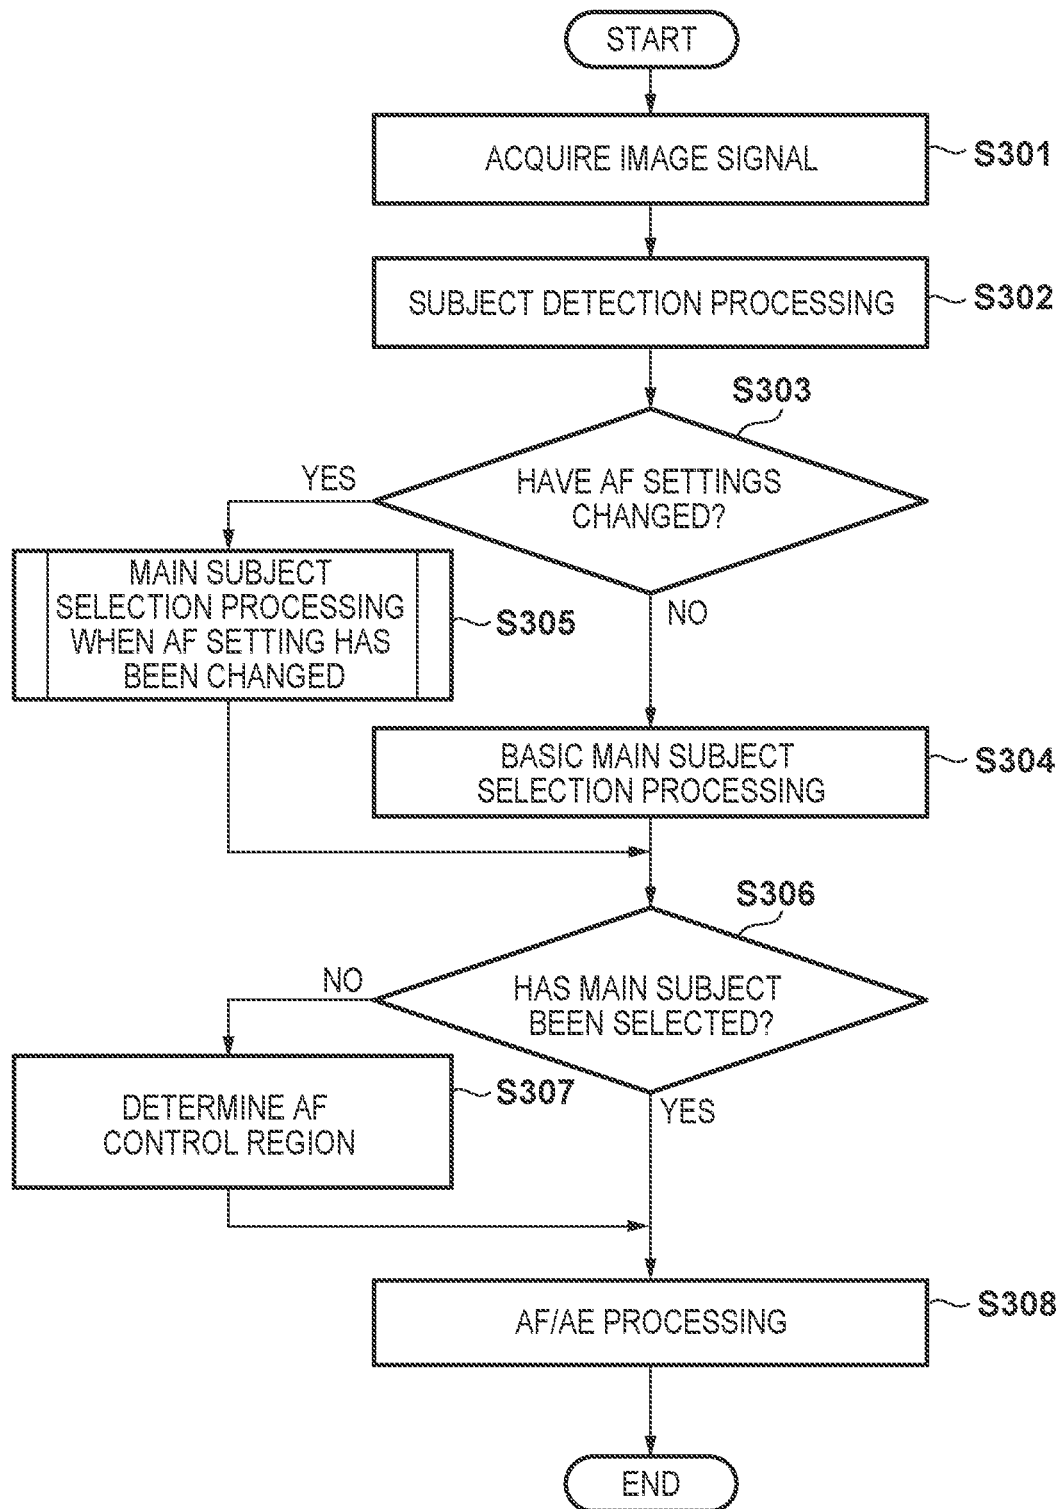 START
ACQUIRE IMAGE SIGNAL
S301
SUBJECT DETECTION PROCESSING
S302
S303
HAVE AF SETTINGS
CHANGED?
YES
NO
MAIN SUBJECT
SELECTION PROCESSING
WHEN AF SETTING HAS
BEEN CHANGED
S305
BASIC MAIN SUBJECT
SELECTION PROCESSING
S304
S306
HAS MAIN SUBJECT
BEEN SELECTED?
NO
YES
DETERMINE AF
CONTROL REGION
S307
AF/AE PROCESSING
S308
END